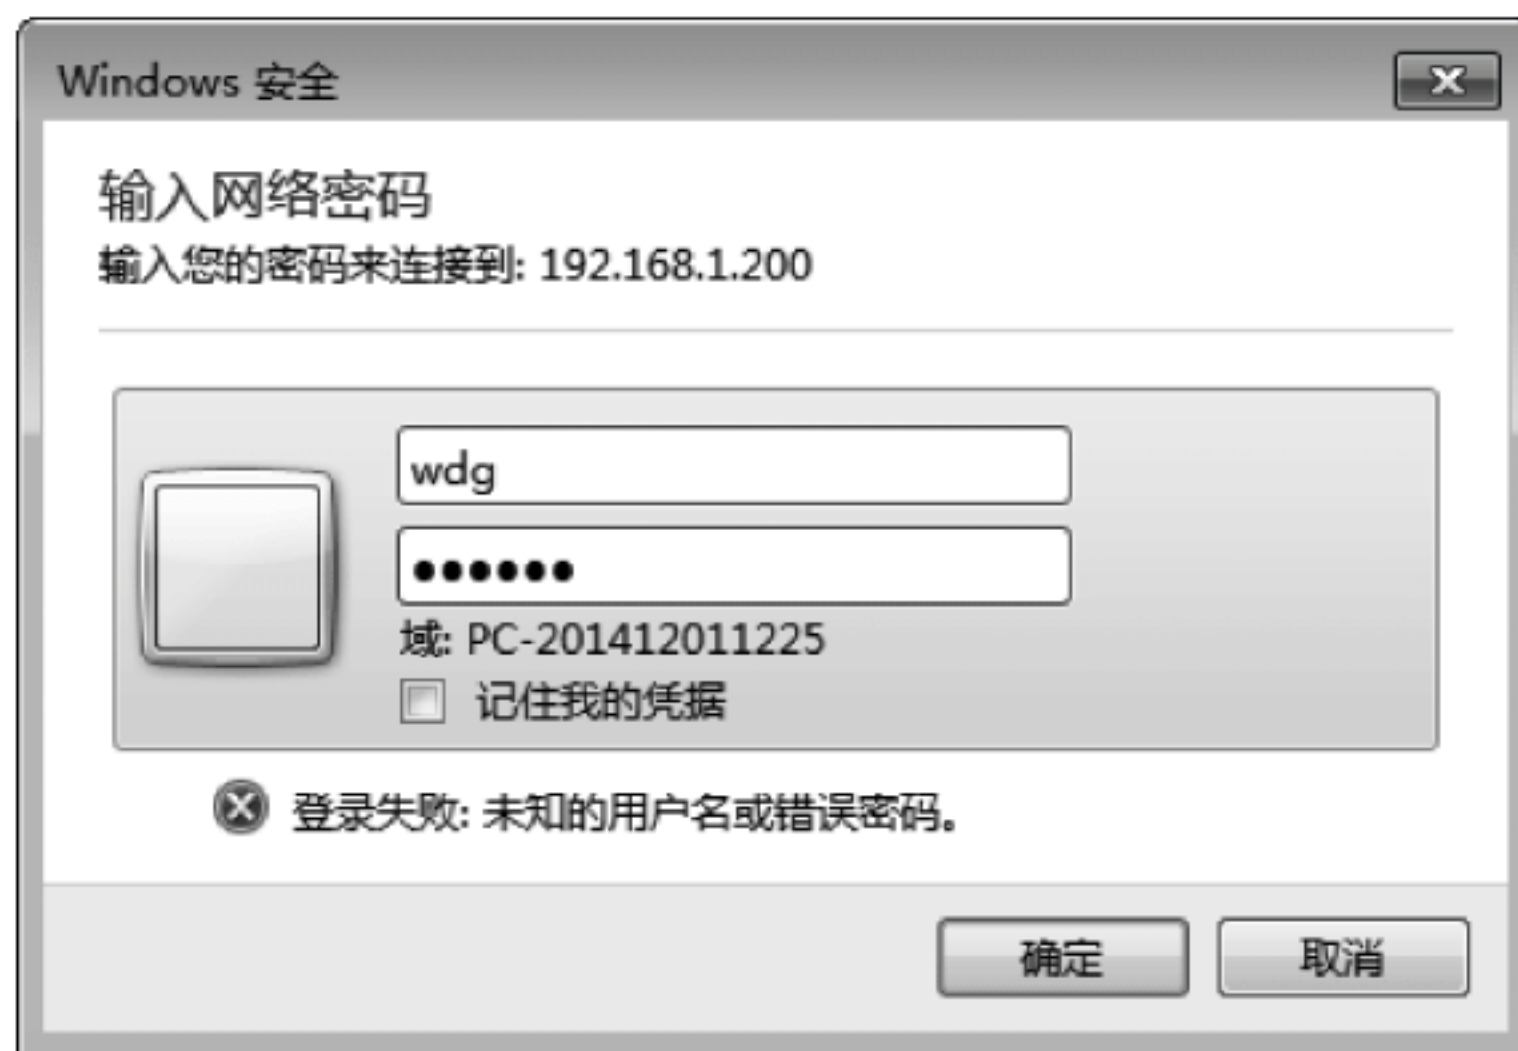 Windows 安全
输入网络密码
输入您的密码来连接到: 192.168.1.200
wdg
●●●●●●
域: PC-201412011225
记住我的凭据
登录失败: 未知的用户名或错误密码。
确定
取消